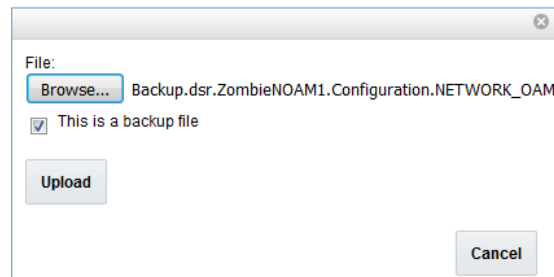 File:
Browse... Backup.dsr.ZombieNOAM1.Configuration.NETWORK_OAM
This is a backup file
Upload
Cancel